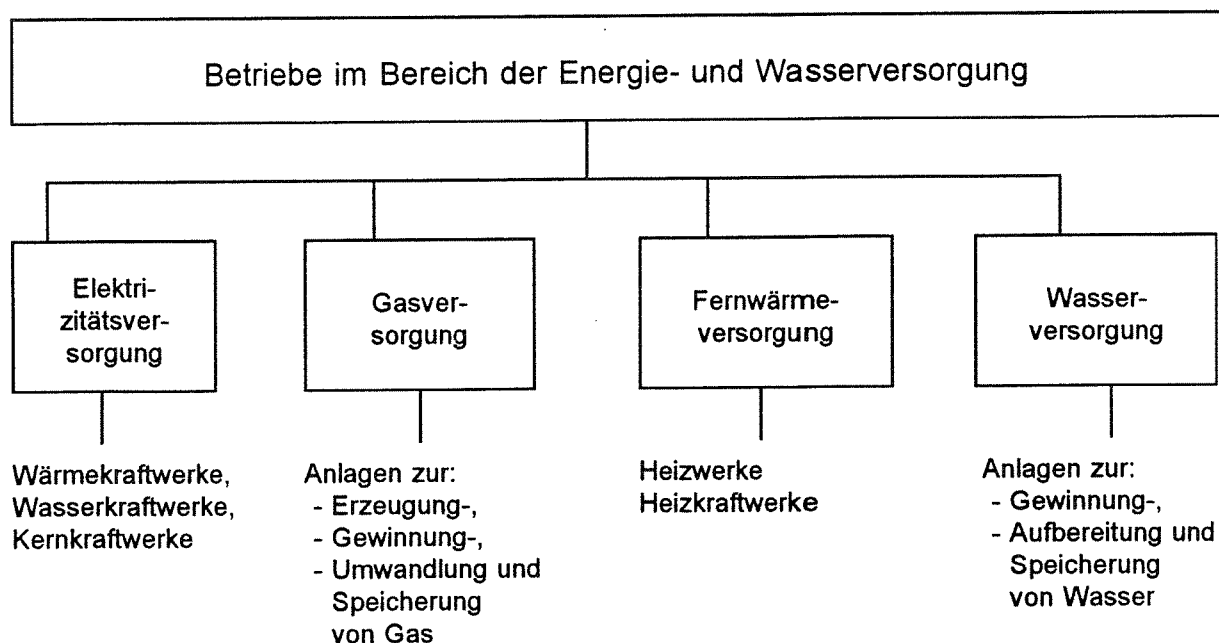 Betriebe im Bereich der Energie- und Wasserversorgung
Elektri-
zitätsver-
sorgung
Gasver-
sorgung
Fernwärme-
versorgung
Wasser-
versorgung
Wärmekraftwerke,
Wasserkraftwerke,
Kernkraftwerke
Anlagen zur:
- Erzeugung-,
- Gewinnung-,
- Umwandlung und
Speicherung
von Gas
Heizwerke
Heizkraftwerke
Anlagen zur:
- Gewinnung-,
- Aufbereitung und
Speicherung
von Wasser